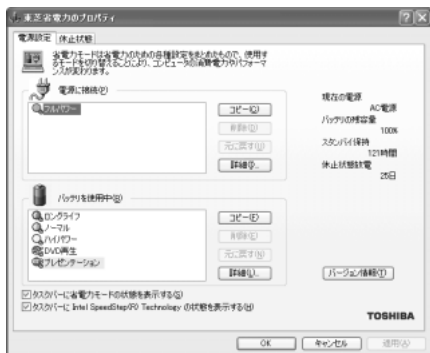 東芝省電力のプロパティ
電源設定 休止状態
省電力モードは省電力のための各種設定をまとめたもので、使用す
るモードを切り替えることにより、コンピュータの消費電力やパフォーマ
ンスが変わります。
電源に接続(P)
フルパワー
コピー(C)
削除(D)
元に戻す(U)
詳細(I)...
現在の電源
AC電源
バッテリの残容量
100%
スタンバイ保持
121時間
休止状態放電
25日
バッテリを使用中(B)
ロングライフ
ノーマル
ハイパワー
DVD再生
プレゼンテーション
コピー(F)
削除(E)
元に戻す(N)
詳細(L)...
バージョン情報(T)
タスクバーに省電力モードの状態を表示する(S)
タスクバーに Intel SpeedStep(R) Technology の状態を表示する(H)
TOSHIBA
OK キャンセル 適用(A)